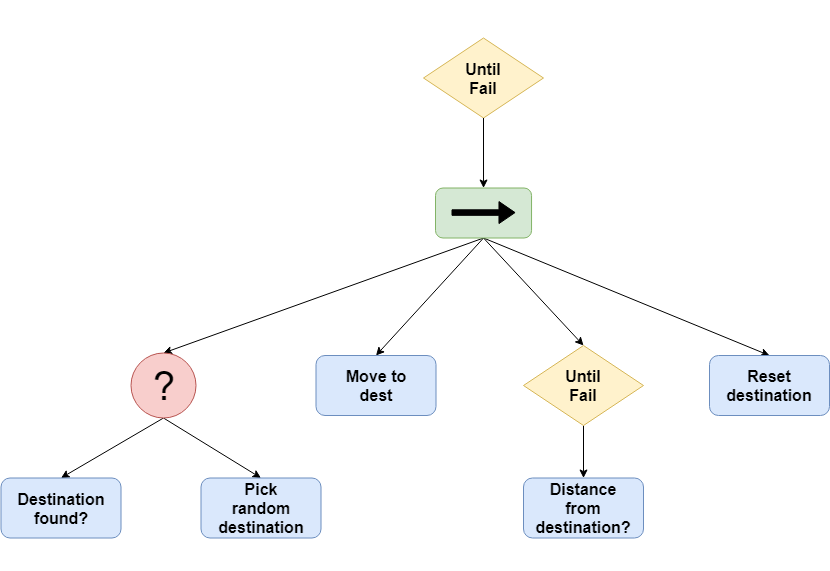 Until
Fail
?
Move to
dest
Until
Fail
Reset
destination
Destination
found?
Pick
random
destination
Distance
from
destination?